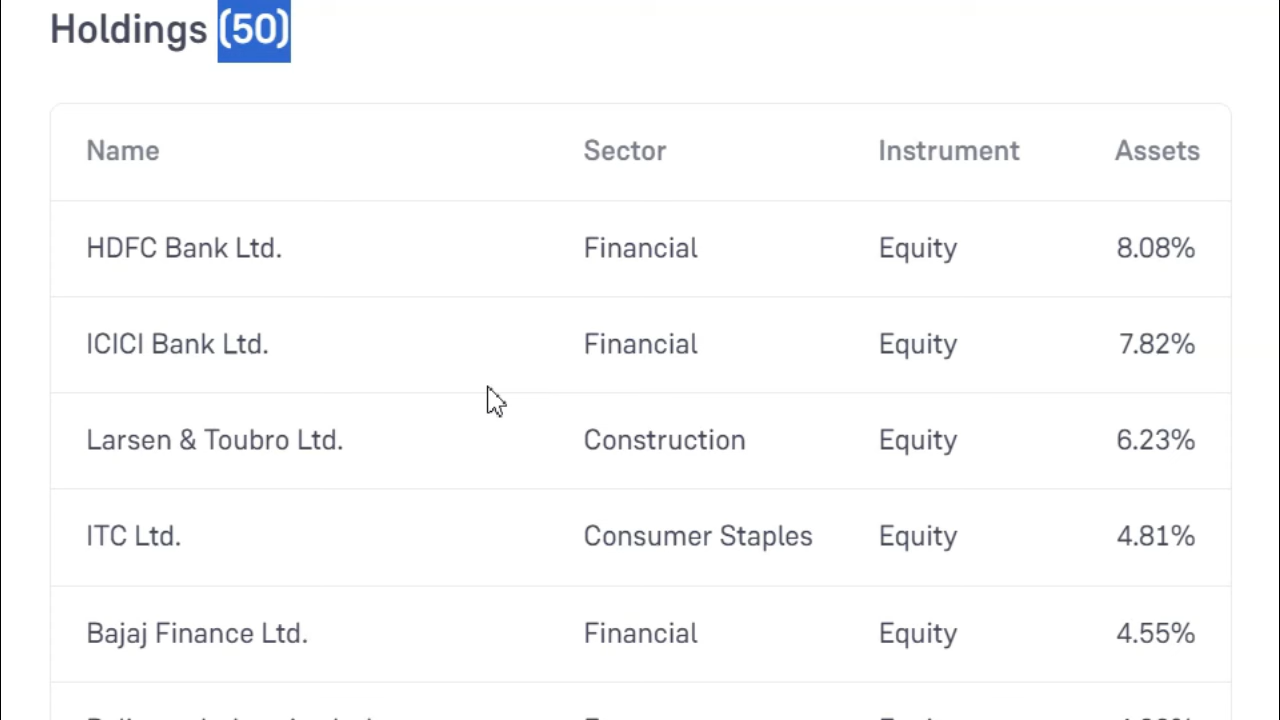 Holdings (50)
Name Sector Instrument Assets
HDFC Bank Ltd. Financial Equity 8.08%
ICICI Bank Ltd. Financial Equity 7.82%
Larsen & Toubro Ltd. Construction Equity 6.23%
ITC Ltd. Consumer Staples Equity 4.81%
Bajaj Finance Ltd. Financial Equity 4.55%